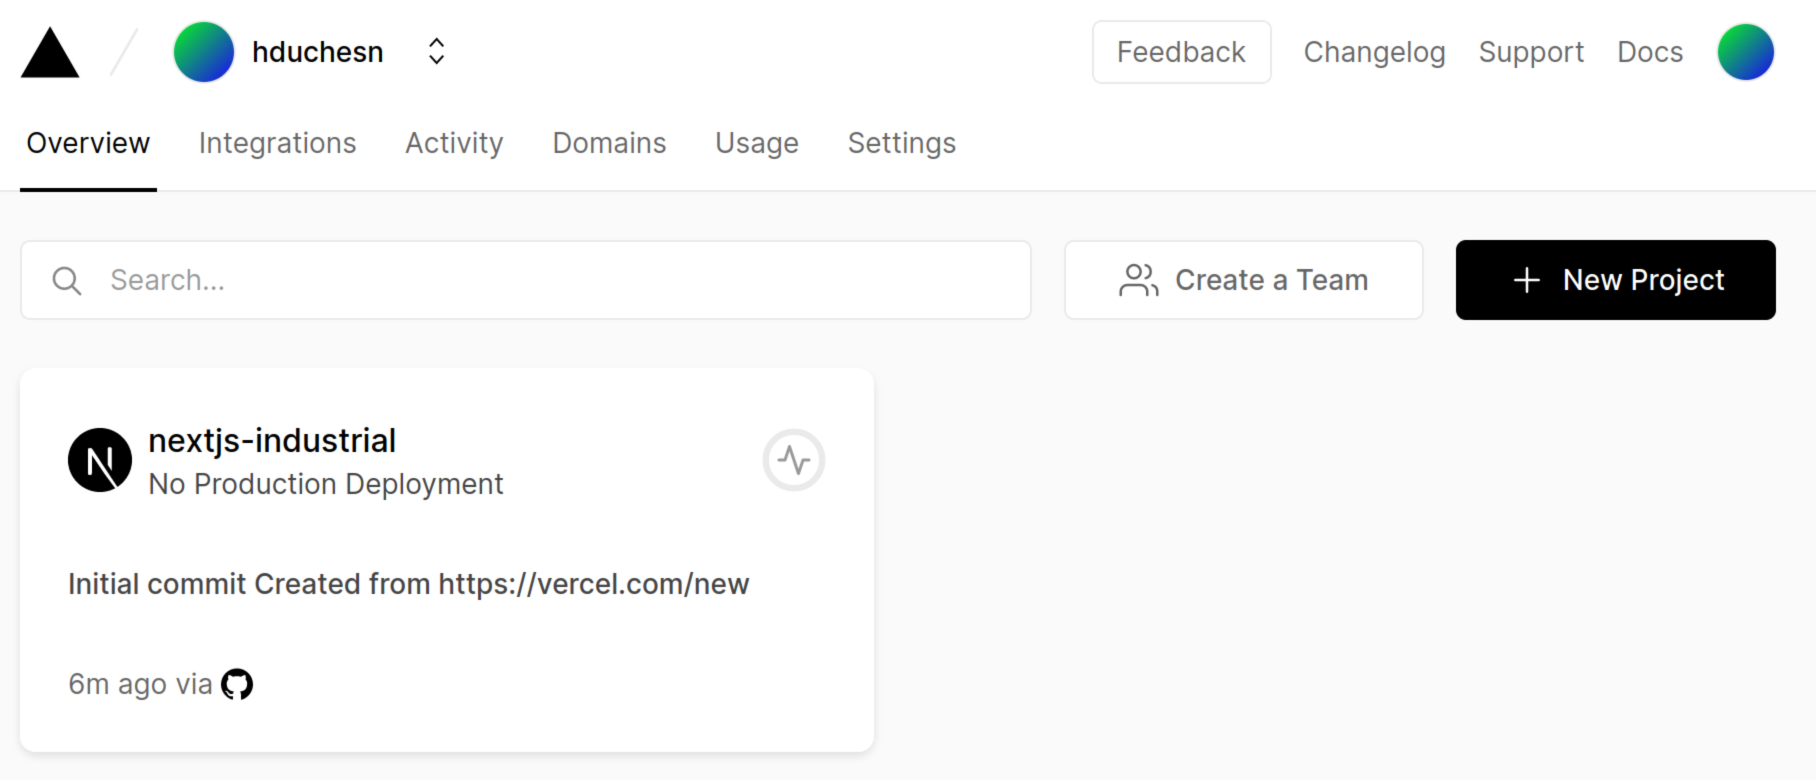 hduchesn
Feedback Changelog Support Docs
Overview Integrations Activity Domains Usage Settings
Search...
Create a Team
New Project
nextjs-industrial
No Production Deployment
Initial commit Created from https://vercel.com/new
6m ago via